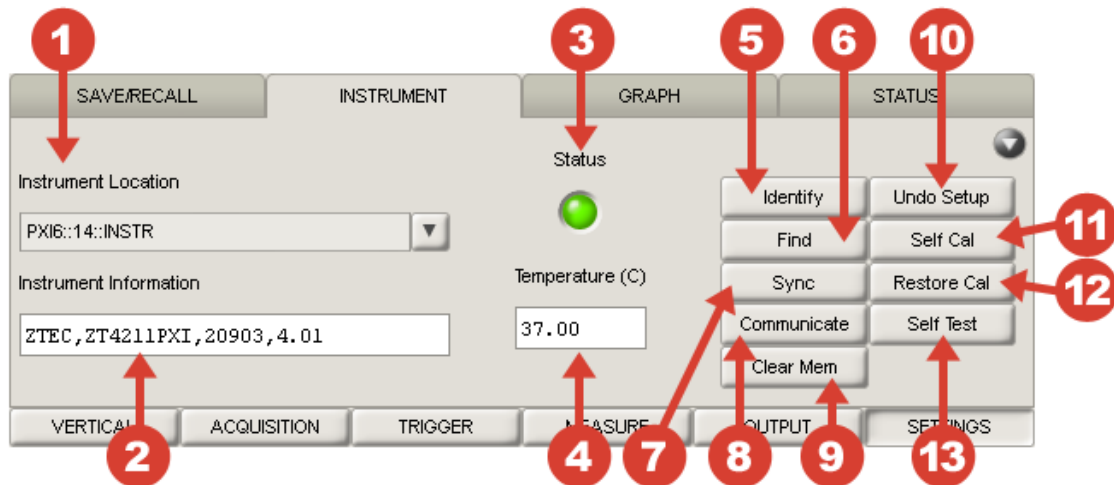 1 3 5 6 10
SAVE/RECALL INSTRUMENT GRAPH STATUS
Status
Instrument Location
Identify Undo Setup
PXI6::14::INSTR
Find Self Cal 11
Instrument Information Temperature (C)
Sync Restore Cal 12
ZTEC,ZT4211PXI,20903,4.01 37.00
Communicate Self Test
Clear Mem
VERTICAL ACQUISITION TRIGGER MEASURE OUTPUT SETTINGS
2 4 7 8 9 13